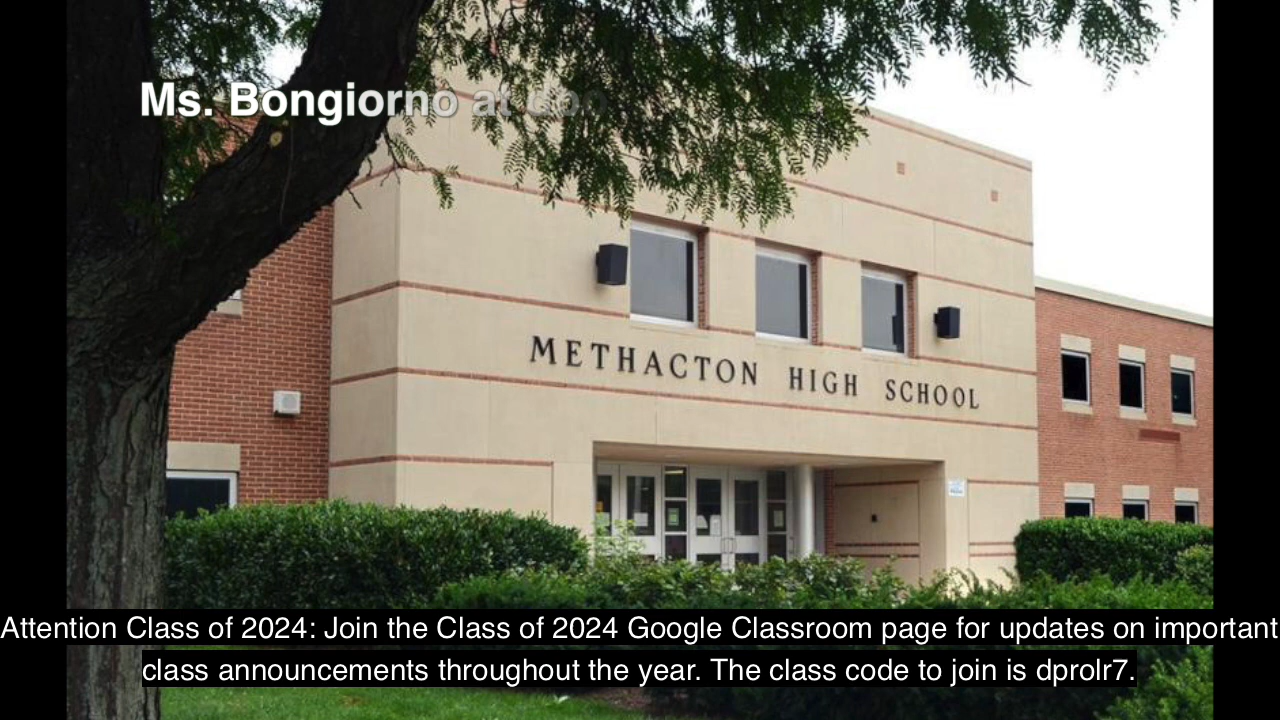 Ms. Bongiorno at
METHACTON HIGH SCHOOL
Attention Class of 2024: Join the Class of 2024 Google Classroom page for updates on important
class announcements throughout the year. The class code to join is dprolr7.